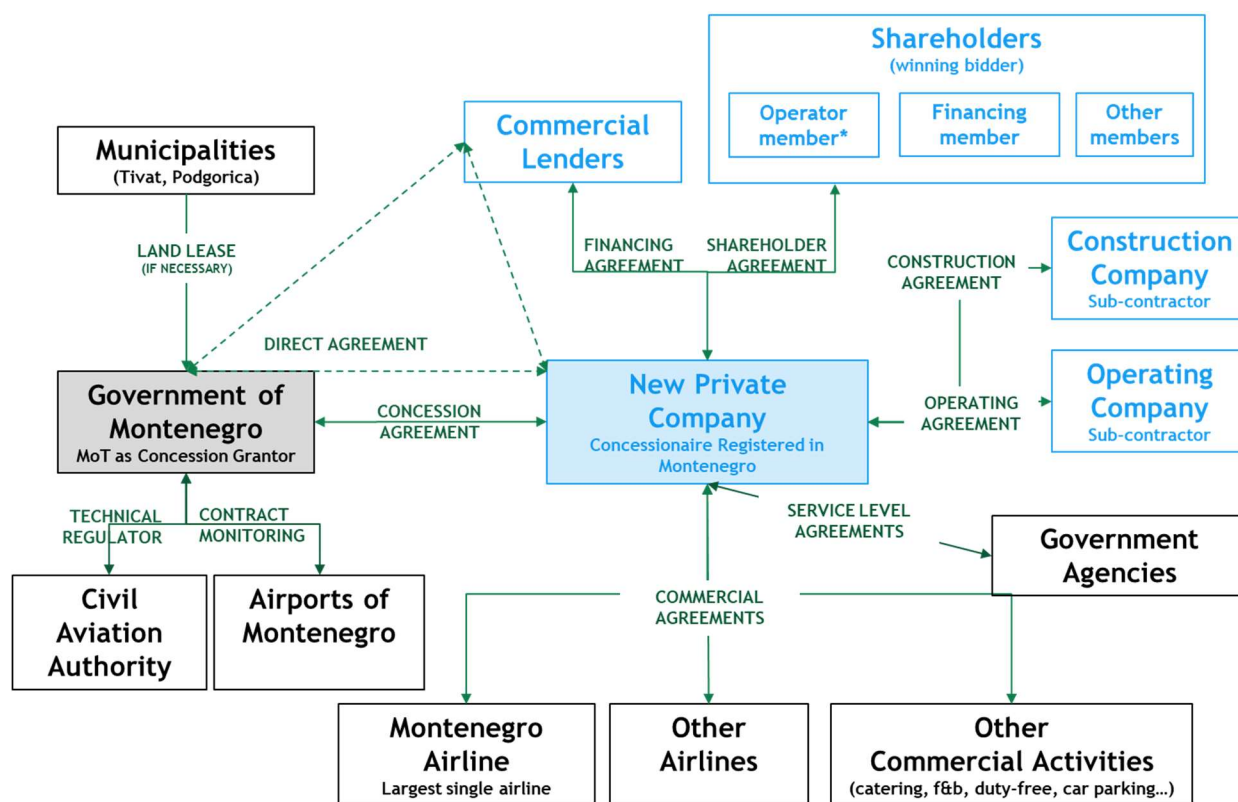 Shareholders
(winning bidder)
Operator
member*
Financing
member
Other
members
Commercial
Lenders
Municipalities
(Tivat, Podgorica)
LAND LEASE
(IF NECESSARY)
FINANCING
AGREEMENT
SHAREHOLDER
AGREEMENT
CONSTRUCTION
AGREEMENT
Construction
Company
Sub-contractor
DIRECT AGREEMENT
Government of
Montenegro
MoT as Concession Grantor
CONCESSION
AGREEMENT
New Private
Company
Concessionaire Registered in
Montenegro
OPERATING
AGREEMENT
Operating
Company
Sub-contractor
TECHNICAL
REGULATOR
CONTRACT
MONITORING
SERVICE LEVEL
AGREEMENTS
Government
Agencies
Civil
Aviation
Authority
Airports of
Montenegro
COMMERCIAL
AGREEMENTS
Montenegro
Airline
Largest single airline
Other
Airlines
Other
Commercial Activities
(catering, f&b, duty-free, car parking...)